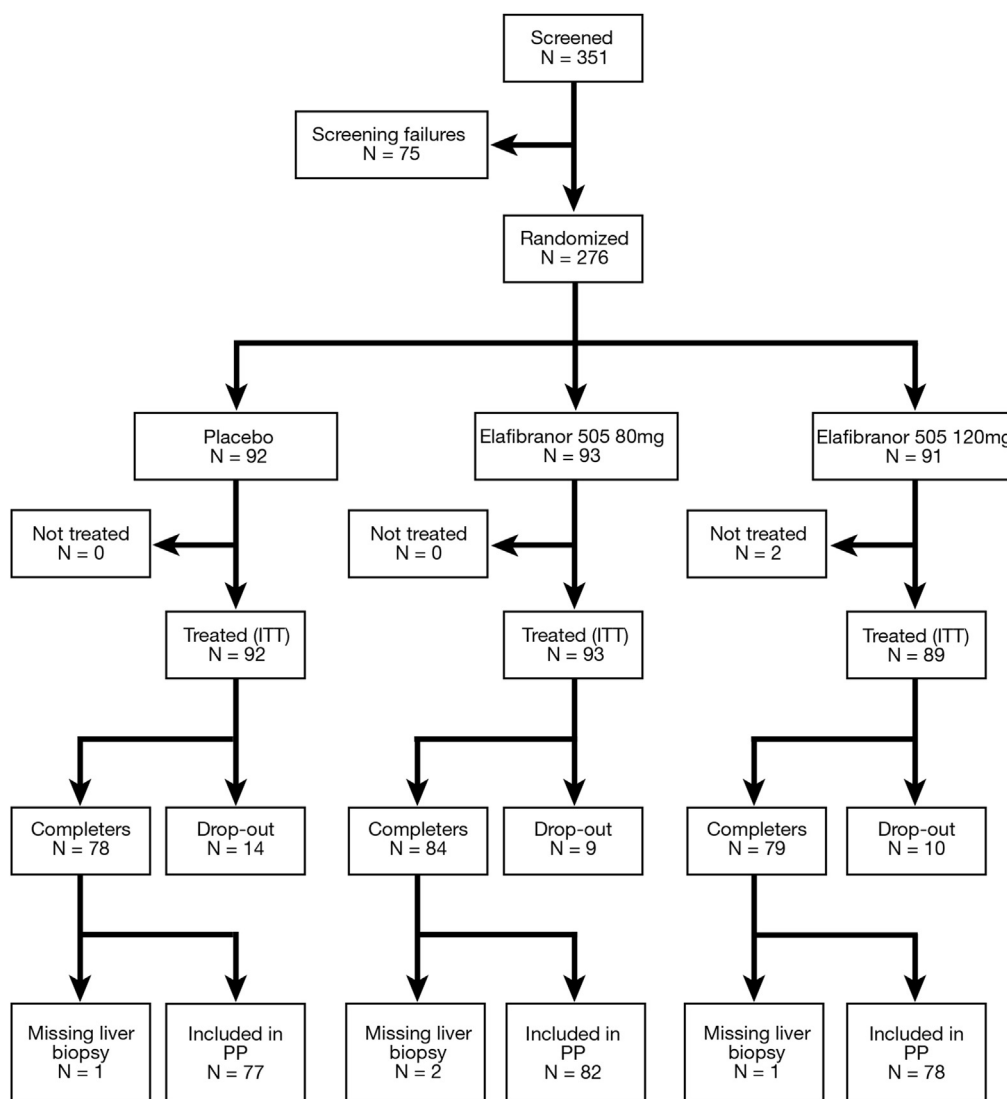 Screened
N = 351
Screening failures
N = 75
Randomized
N = 276
Placebo
N = 92
Elafibranor 505 80mg
N = 93
Elafibranor 505 120mg
N = 91
Not treated
N = 0
Not treated
N = 0
Not treated
N = 2
Treated (ITT)
N = 92
Treated (ITT)
N = 93
Treated (ITT)
N = 89
Completers
N = 78
Drop-out
N = 14
Completers
N = 84
Drop-out
N = 9
Completers
N = 79
Drop-out
N = 10
Missing liver
biopsy
N = 1
Included in
PP
N = 77
Missing liver
biopsy
N = 2
Included in
PP
N = 82
Missing liver
biopsy
N = 1
Included in
PP
N = 78